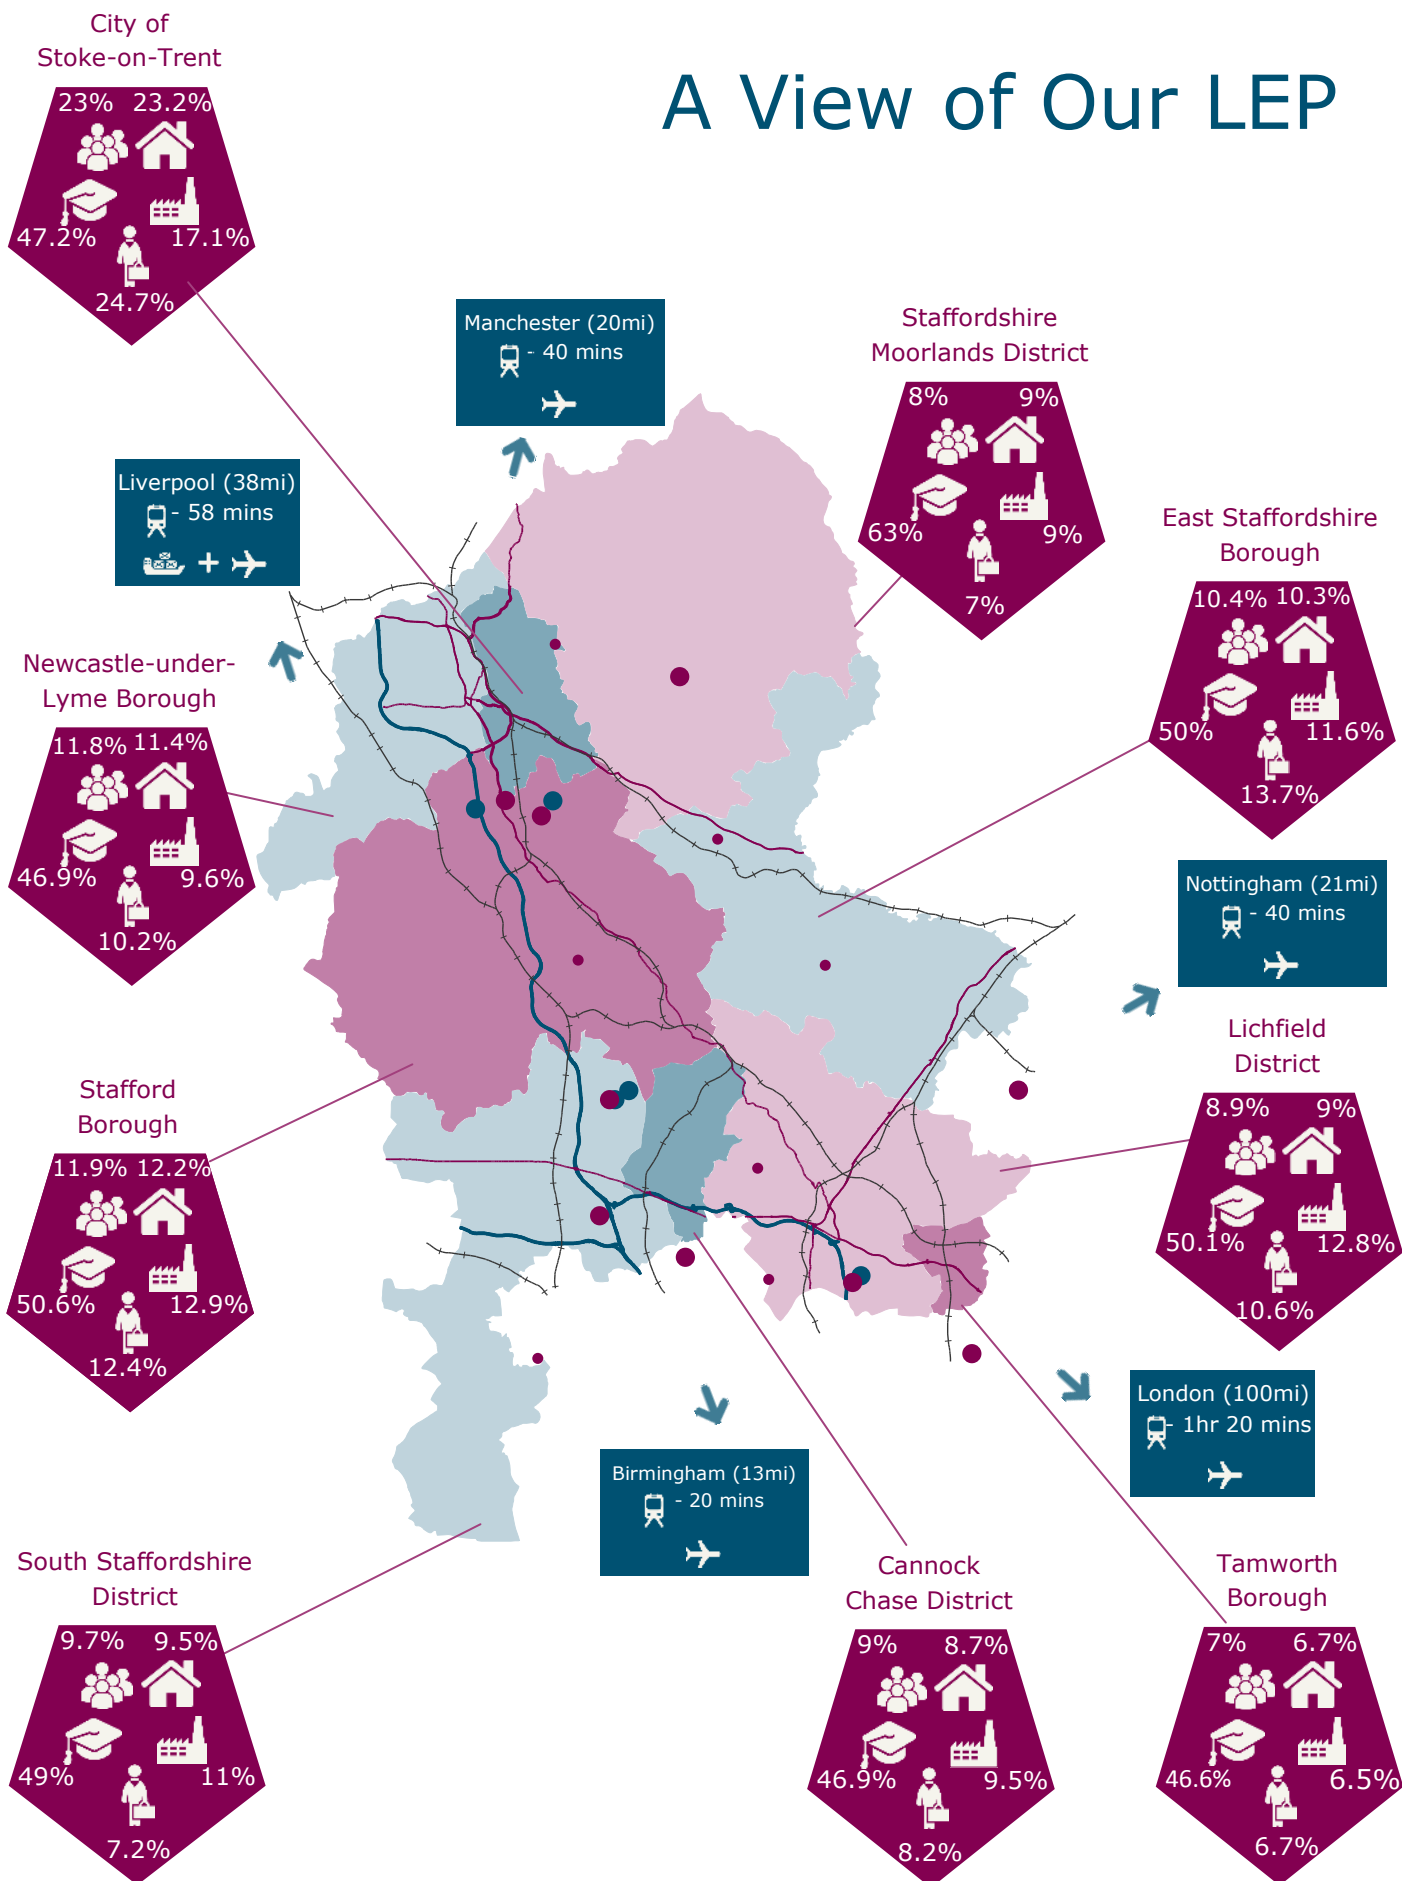 City of
Stoke-on-Trent
23% 23.2%
47.2% 17.1%
24.7%
A View of Our LEP
Manchester (20mi)
- 40 mins
Liverpool (38mi)
- 58 mins
+
Staffordshire
Moorlands District
8% 9%
63% 9%
7%
East Staffordshire
Borough
10.4% 10.3%
50% 11.6%
13.7%
Newcastle-under-
Lyme Borough
11.8% 11.4%
46.9% 9.6%
10.2%
Nottingham (21mi)
- 40 mins
Lichfield
District
8.9% 9%
50.1% 12.8%
10.6%
Stafford
Borough
11.9% 12.2%
50.6% 12.9%
12.4%
London (100mi)
- 1hr 20 mins
Birmingham (13mi)
- 20 mins
South Staffordshire
District
9.7% 9.5%
49% 11%
7.2%
Cannock
Chase District
9% 8.7%
46.9% 9.5%
8.2%
Tamworth
Borough
7% 6.7%
46.6% 6.5%
6.7%